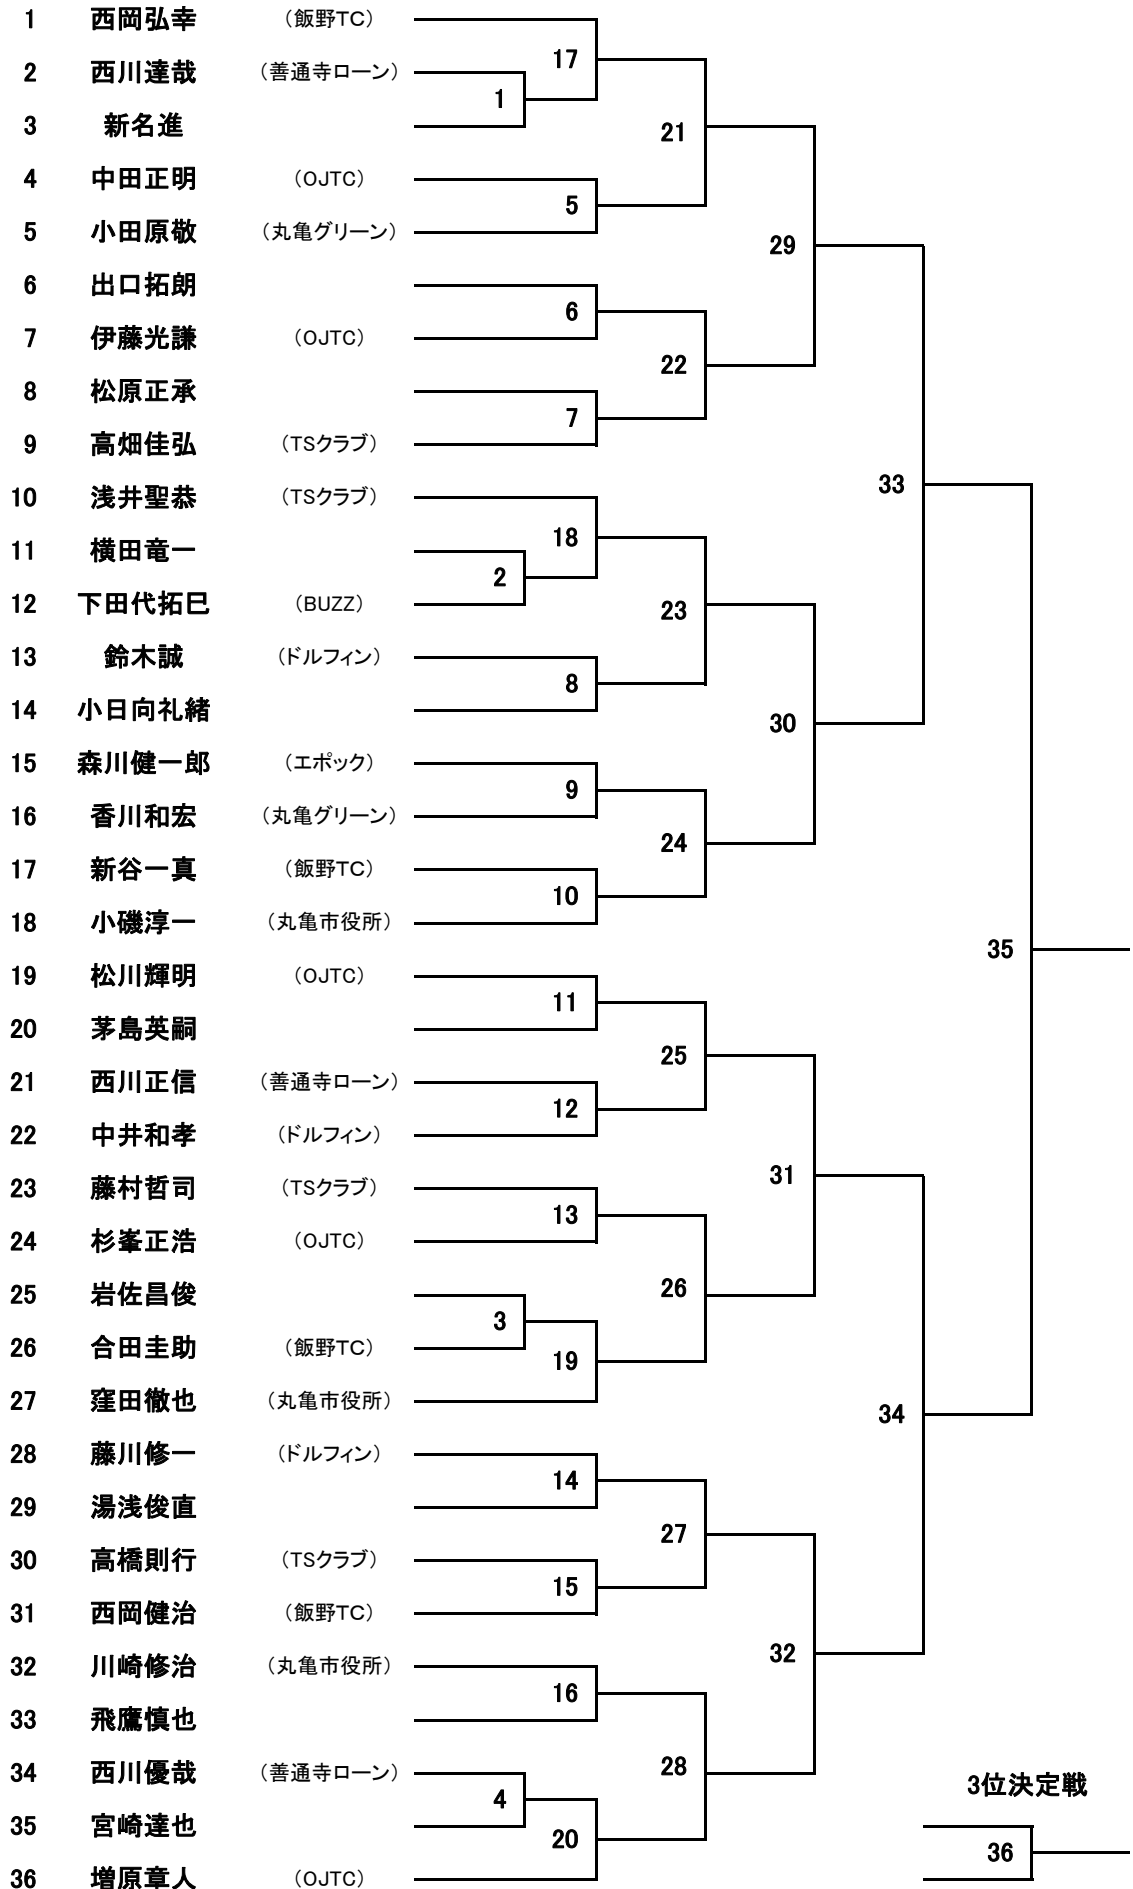 1 西岡弘幸 （飯野TC）
17
2 西川達哉 （善通寺ローン）
1
3 新名進
21
4 中田正明 （OJTC）
5
5 小田原敬 （丸亀グリーン）
29
6 出口拓朗
6
7 伊藤光謙 （OJTC）
22
8 松原正承
7
9 高畑佳弘 （TSクラブ）
33
10 浅井聖恭 （TSクラブ）
18
11 横田竜一
2
12 下田代拓巳 （BUZZ）
23
13 鈴木誠 （ドルフィン）
8
14 小日向礼緒
30
15 森川健一郎 （エポック）
9
16 香川和宏 （丸亀グリーン）
24
17 新谷一真 （飯野TC）
10
18 小磯淳一 （丸亀市役所）
35
19 松川輝明 （OJTC）
11
20 茅島英嗣
25
21 西川正信 （善通寺ローン）
12
22 中井和孝 （ドルフィン）
31
23 藤村哲司 （TSクラブ）
13
24 杉峯正浩 （OJTC）
26
25 岩佐昌俊
3
26 合田圭助 （飯野TC）
19
27 窪田徹也 （丸亀市役所）
34
28 藤川修一 （ドルフィン）
14
29 湯浅俊直
27
30 高橋則行 （TSクラブ）
15
31 西岡健治 （飯野TC）
32
32 川崎修治 （丸亀市役所）
16
33 飛鷹慎也
28
34 西川優哉 （善通寺ローン）
3位決定戦
4
35 宮崎達也
20
36
36 増原章人 （OJTC）